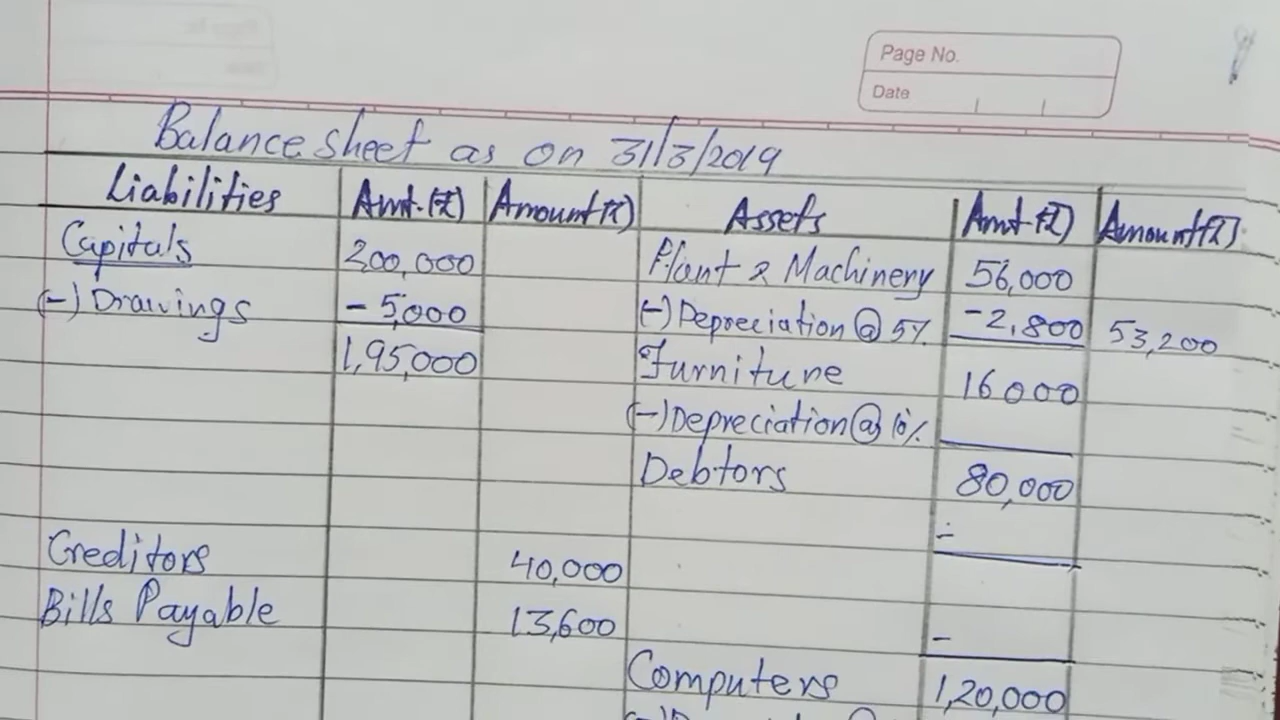 Page No.
Date
Balance sheet as on 31/3/2019
Liabilities Amt.(₹) Amount(₹) Assets Amt.(₹) Amount(₹)
Capitals 200,000 Plant & Machinery 56,000
(-) Drawings - 5,000 (-) Depreciation @ 5% -2,800 53,200
1,95,000 Furniture 16000
(-) Depreciation @ 10%
Debtors 80,000
-
Creditors 40,000
Bills Payable 13,600 -
Computers 1,20,000